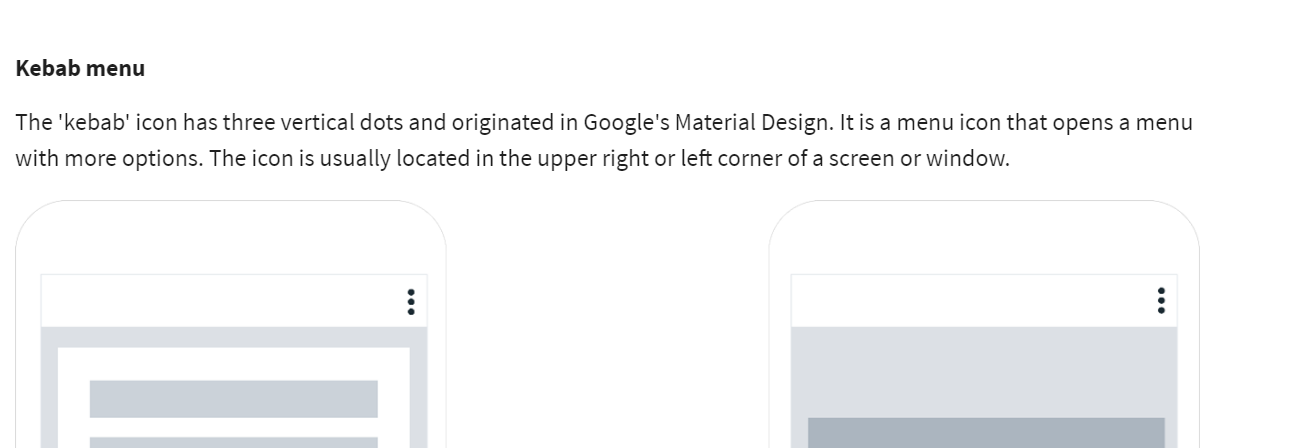 Kebab menu
The 'kebab' icon has three vertical dots and originated in Google's Material Design. It is a menu icon that opens a menu
with more options. The icon is usually located in the upper right or left corner of a screen or window.